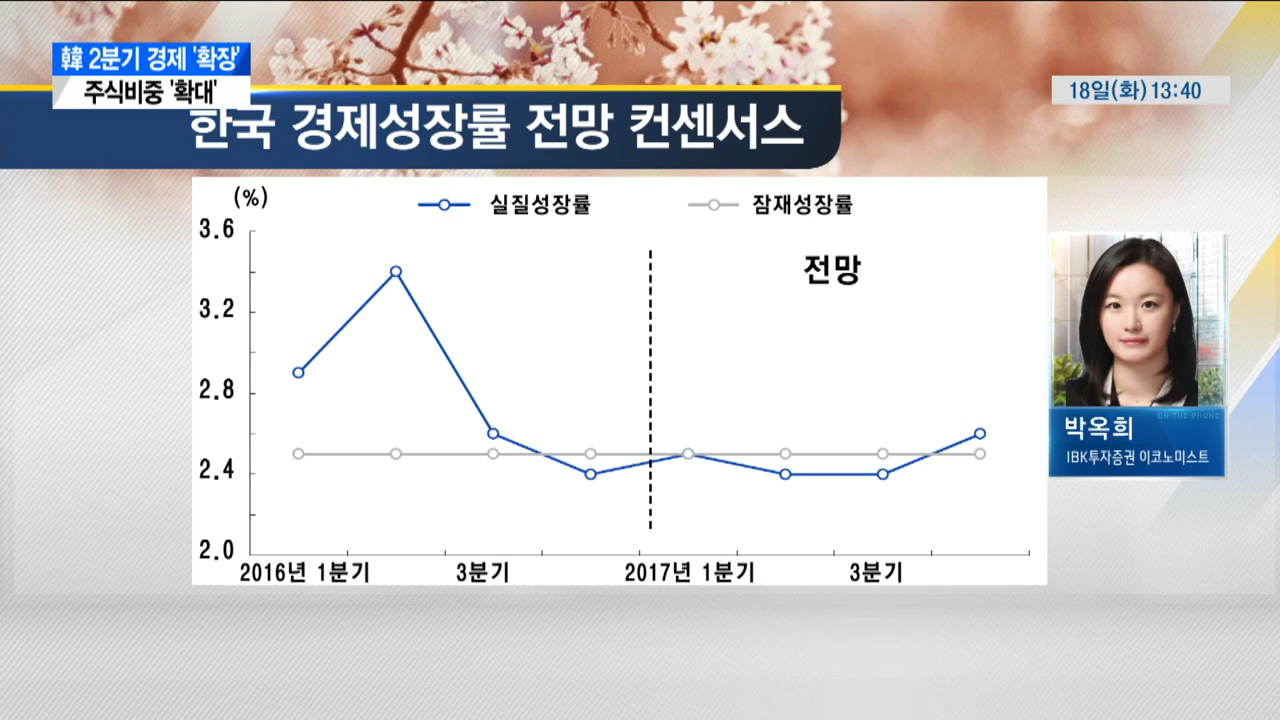 韓 2분기 경제 '확장'
주식비중 '확대'
18일(화) 13:40
한국 경제성장률 전망 컨센서스
(%)
실질성장률
잠재성장률
3.6
전망
3.2
2.8
2.4
2.0
2016년 1분기
3분기
2017년 1분기
3분기
ON THE PHONE
박옥희
IBK투자증권 이코노미스트